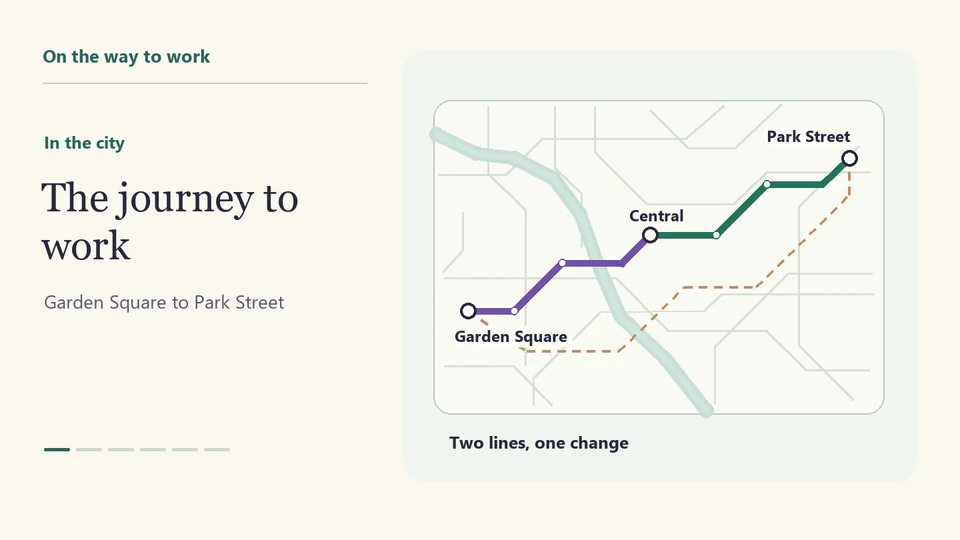 On the way to work
In the city
The journey to
work
Garden Square to Park Street
Park Street
Central
Garden Square
Two lines, one change